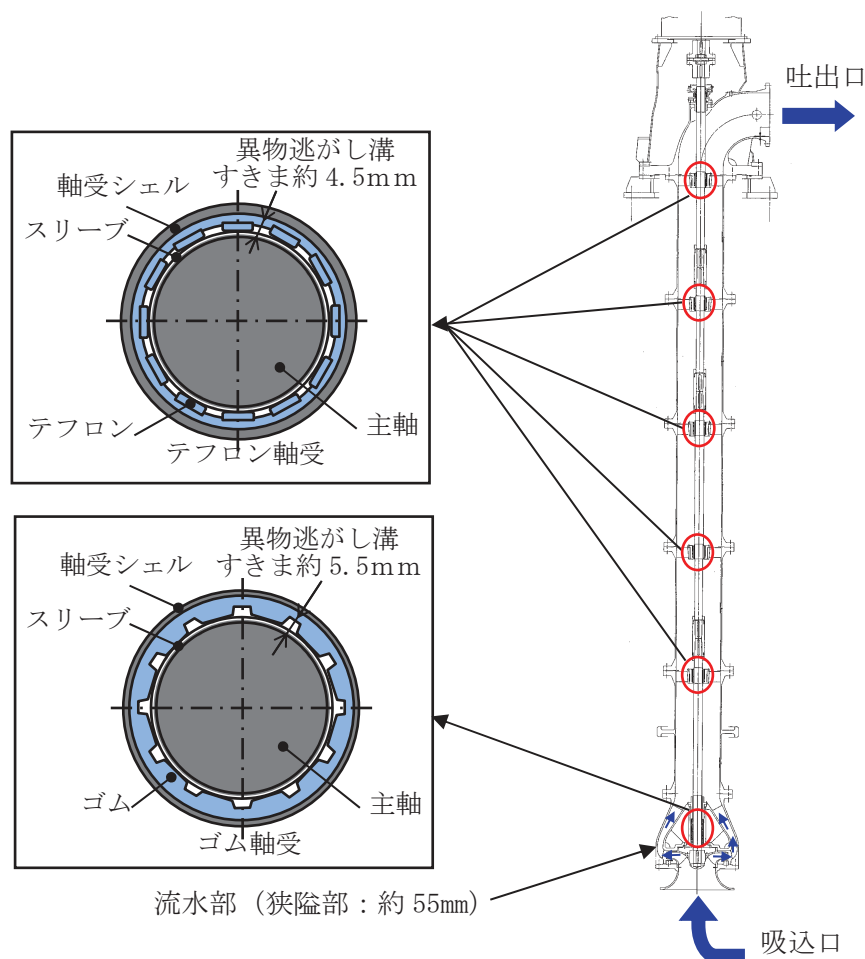 吐出口
異物逃がし溝
すきま約 4.5mm
軸受シェル
スリーブ
テフロン
主軸
テフロン軸受
異物逃がし溝
すきま約 5.5mm
軸受シェル
スリーブ
ゴム
主軸
ゴム軸受
流水部（狭隘部：約 55㎜）
吸込口